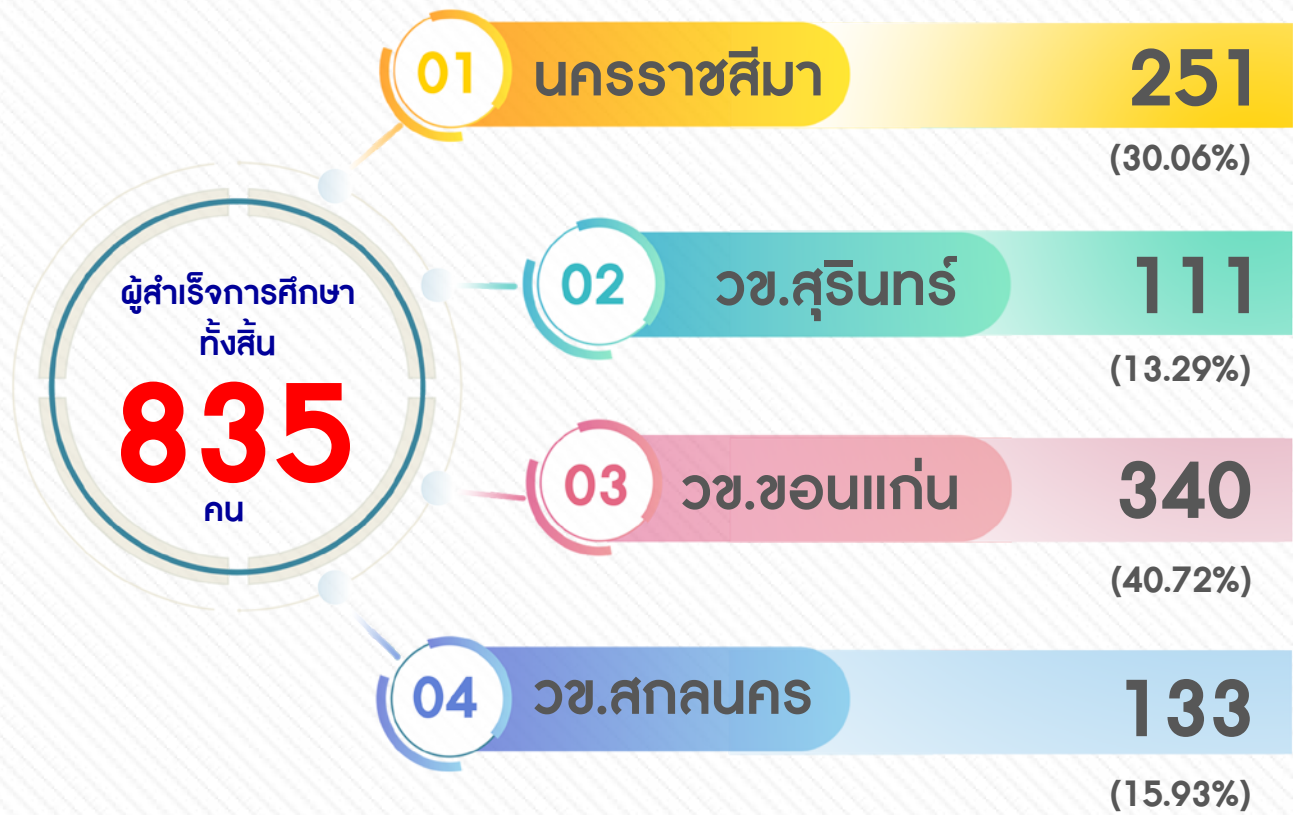 ผู้สำเร็จการศึกษา
ทั้งสิ้น
835
คน
01 นครราชสีมา 251
(30.06%)
02 วข.สุรินทร์ 111
(13.29%)
03 วข.ขอนแก่น 340
(40.72%)
04 วข.สกลนคร 133
(15.93%)